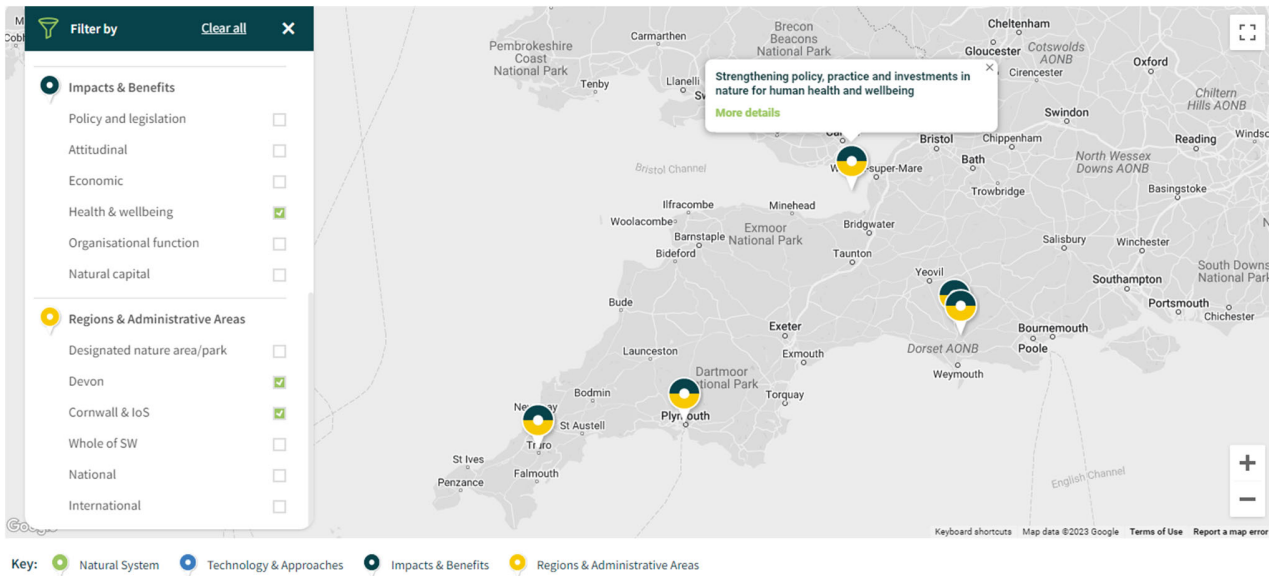 Filter by
Clear all
Impacts & Benefits
Policy and legislation
Attitudinal
Economic
Health & wellbeing
Organisational function
Natural capital
Regions & Administrative Areas
Designated nature area/park
Devon
Cornwall & IoS
Whole of SW
National
International
Google
Strengthening policy, practice and investments in
nature for human health and wellbeing
More details
Pembrokeshire
Coast
National Park
Carmarthen
Tenby
Llanelli
Brecon
Beacons
National Park
Cheltenham
Gloucester
Cotswolds
AONB
Cirencester
Oxford
Chiltern
Hills AONB
Swindon
Bristol
Chippenham
Reading
Bath
North Wessex
Downs AONB
Trowbridge
Basingstoke
Bristol Channel
Ilfracombe
Minehead
Woolacombe
Barnstaple
Exmoor
National Park
Bideford
Bridgwater
Taunton
Salisbury
Winchester
Yeovil
Southampton
South Downs
Portsmouth
Chichester
Bude
Exeter
Bournemouth
Poole
Launceston
Exmouth
Dorset AONB
Weymouth
Dartmoor
Bodmin
Torquay
Plymouth
St Austell
Truro
St Ives
Falmouth
Penzance
English Channel
Keyboard shortcuts
Map data ©2023 Google
Terms of Use
Report a map error
Key:
Natural System
Technology & Approaches
Impacts & Benefits
Regions & Administrative Areas